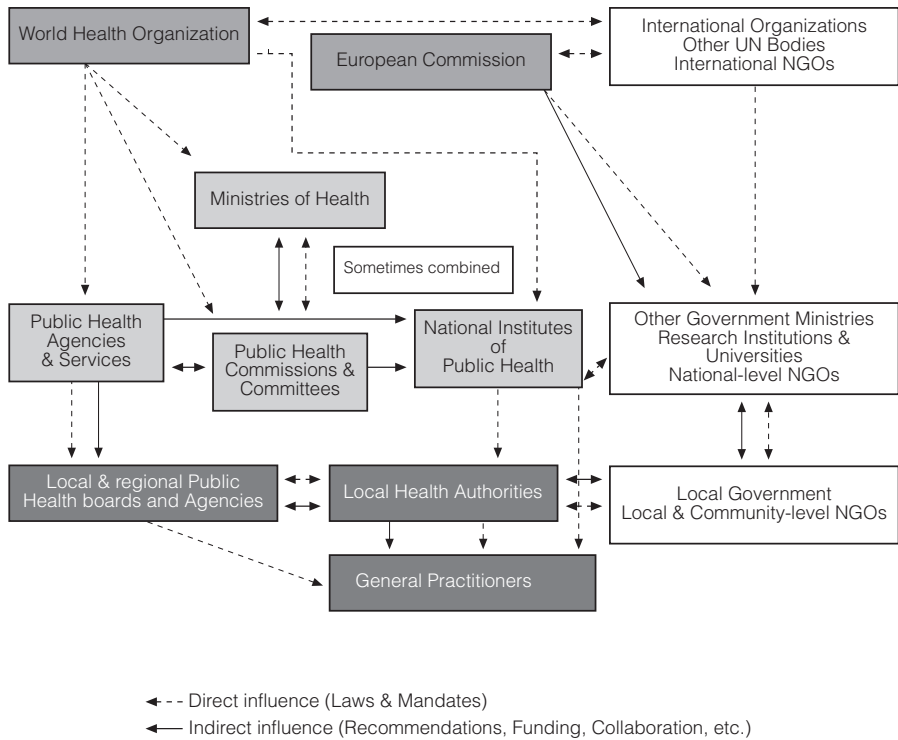 World Health Organization
European Commission
International Organizations
Other UN Bodies
International NGOs
Ministries of Health
Sometimes combined
Public Health
Agencies
& Services
Public Health
Commissions &
Committees
National Institutes
of
Public Health
Other Government Ministries
Research Institutions &
Universities
National-level NGOs
Local & regional Public
Health boards and Agencies
Local Health Authorities
Local Government
Local & Community-level NGOs
General Practitioners
Direct influence (Laws & Mandates)
Indirect influence (Recommendations, Funding, Collaboration, etc.)